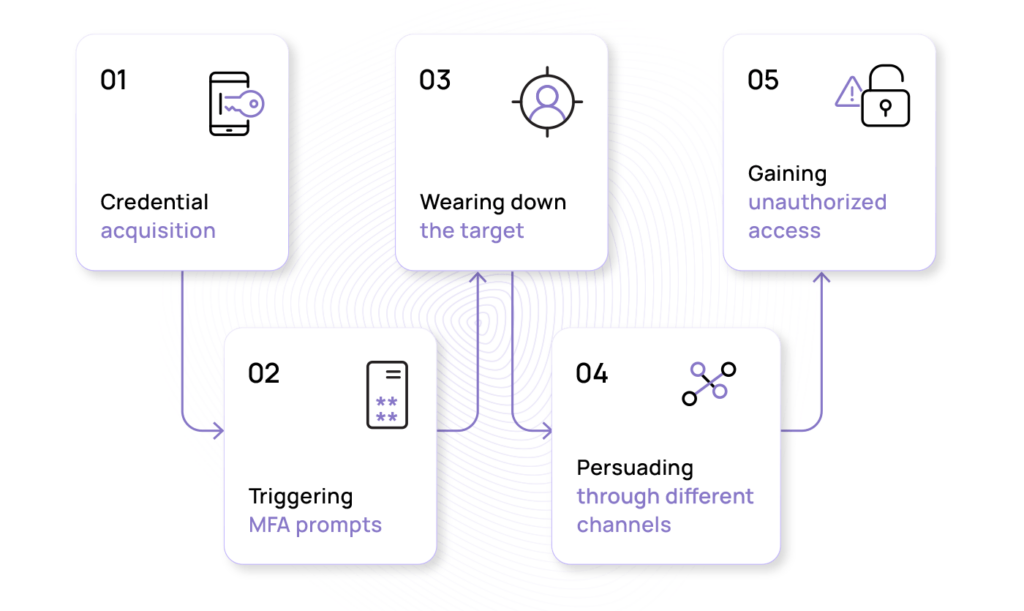 01
Credential
acquisition
02
**
**
Triggering
MFA prompts
03
Wearing down
the target
04
Persuading
through different
channels
05
Gaining
unauthorized
access